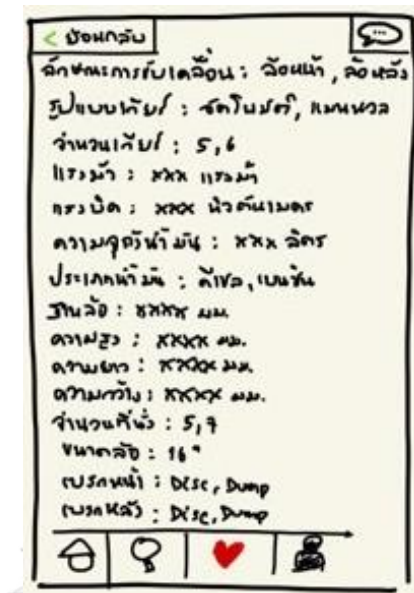 < ย้อนกลับ
ลักษณะการขับเคลื่อน : ล้อหน้า, ล้อหลัง
รูปแบบเกียร์ : อัตโนมัติ, แมนนวล
จำนวนเกียร์ : 5,6
แรงม้า : xxx แรงม้า
แรงบิด : xxx นิวตันเมตร
ความจุถังน้ำมัน : xxx ลิตร
ประเภทน้ำมัน : ดีเซล, เบนซิน
ฐานล้อ : xxxx มม.
ความสูง : xxxx มม.
ความยาว : xxxx มม.
ความกว้าง : xxxx มม.
จำนวนที่นั่ง : 5,7
ขนาดล้อ : 16"
เบรกหน้า : Disc, Dump
เบรกหลัง : Disc, Dump